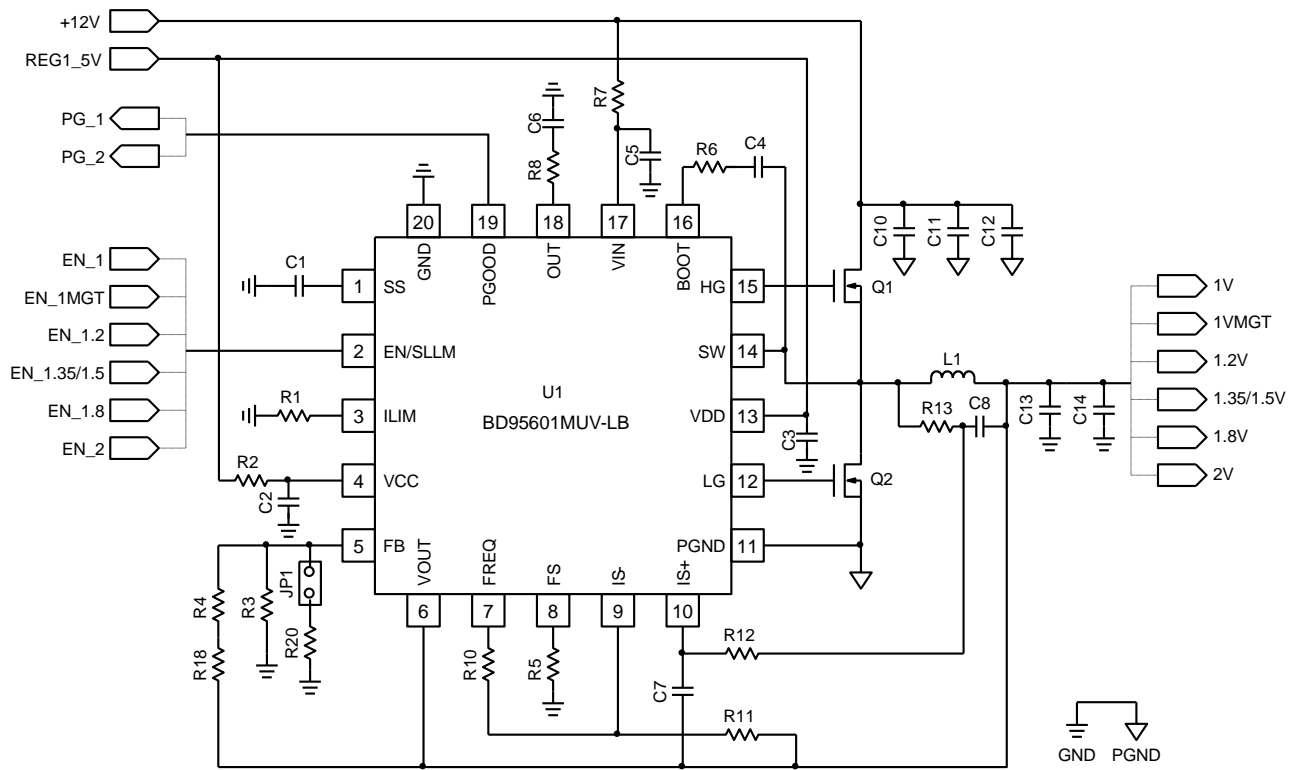 +12V
REG1_5V
PG_1
PG_2
R7
C6
R8
C5
R6
C4
20
19
18
17
16
GND
PGOOD
OUT
VIN
BOOT
C10
C11
C12
EN_1
EN_1MGT
EN_1.2
EN_1.35/1.5
EN_1.8
EN_2
C1
1
SS
HG
15
Q1
2
EN/SLLM
SW
14
U1
BD95601MUV-LB
R1
3
ILIM
VDD
13
C3
L1
R13
C8
C13
C14
1V
1VMGT
1.2V
1.35/1.5V
1.8V
2V
R2
C2
4
VCC
LG
12
Q2
5
FB
PGND
11
VOUT
FREQ
FS
IS-
IS+
6
7
8
9
10
R4
R3
JP1
R18
R20
R10
R5
C7
R12
R11
GND
PGND